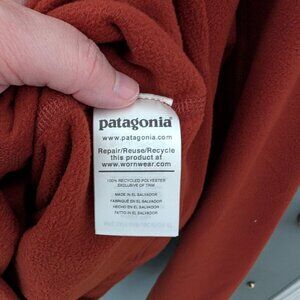 patagonia®
www.patagonia.com
Repair/Reuse/Recycle
this product at
www.wornwear.com
100% RECYCLED POLYESTER
EXCLUSIVE OF TRIM
MADE IN EL SALVADOR
FABRIQUÉ EN EL SALVADOR
HECHO EN EL SALVADOR
FATTO IN EL SALVADOR